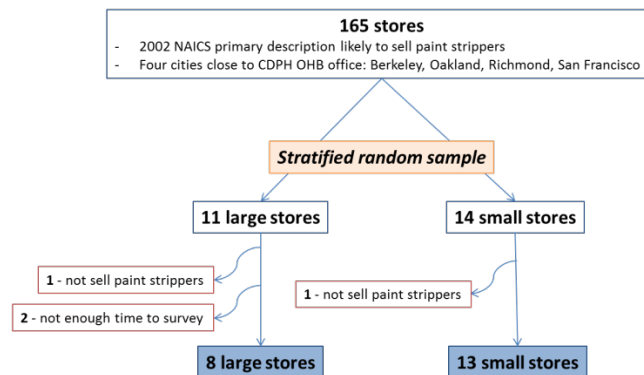 165 stores
- 2002 NAICS primary description likely to sell paint strippers
- Four cities close to CDPH OHB office: Berkeley, Oakland, Richmond, San Francisco
Stratified random sample
11 large stores
14 small stores
1 - not sell paint strippers
1 - not sell paint strippers
2 - not enough time to survey
8 large stores
13 small stores